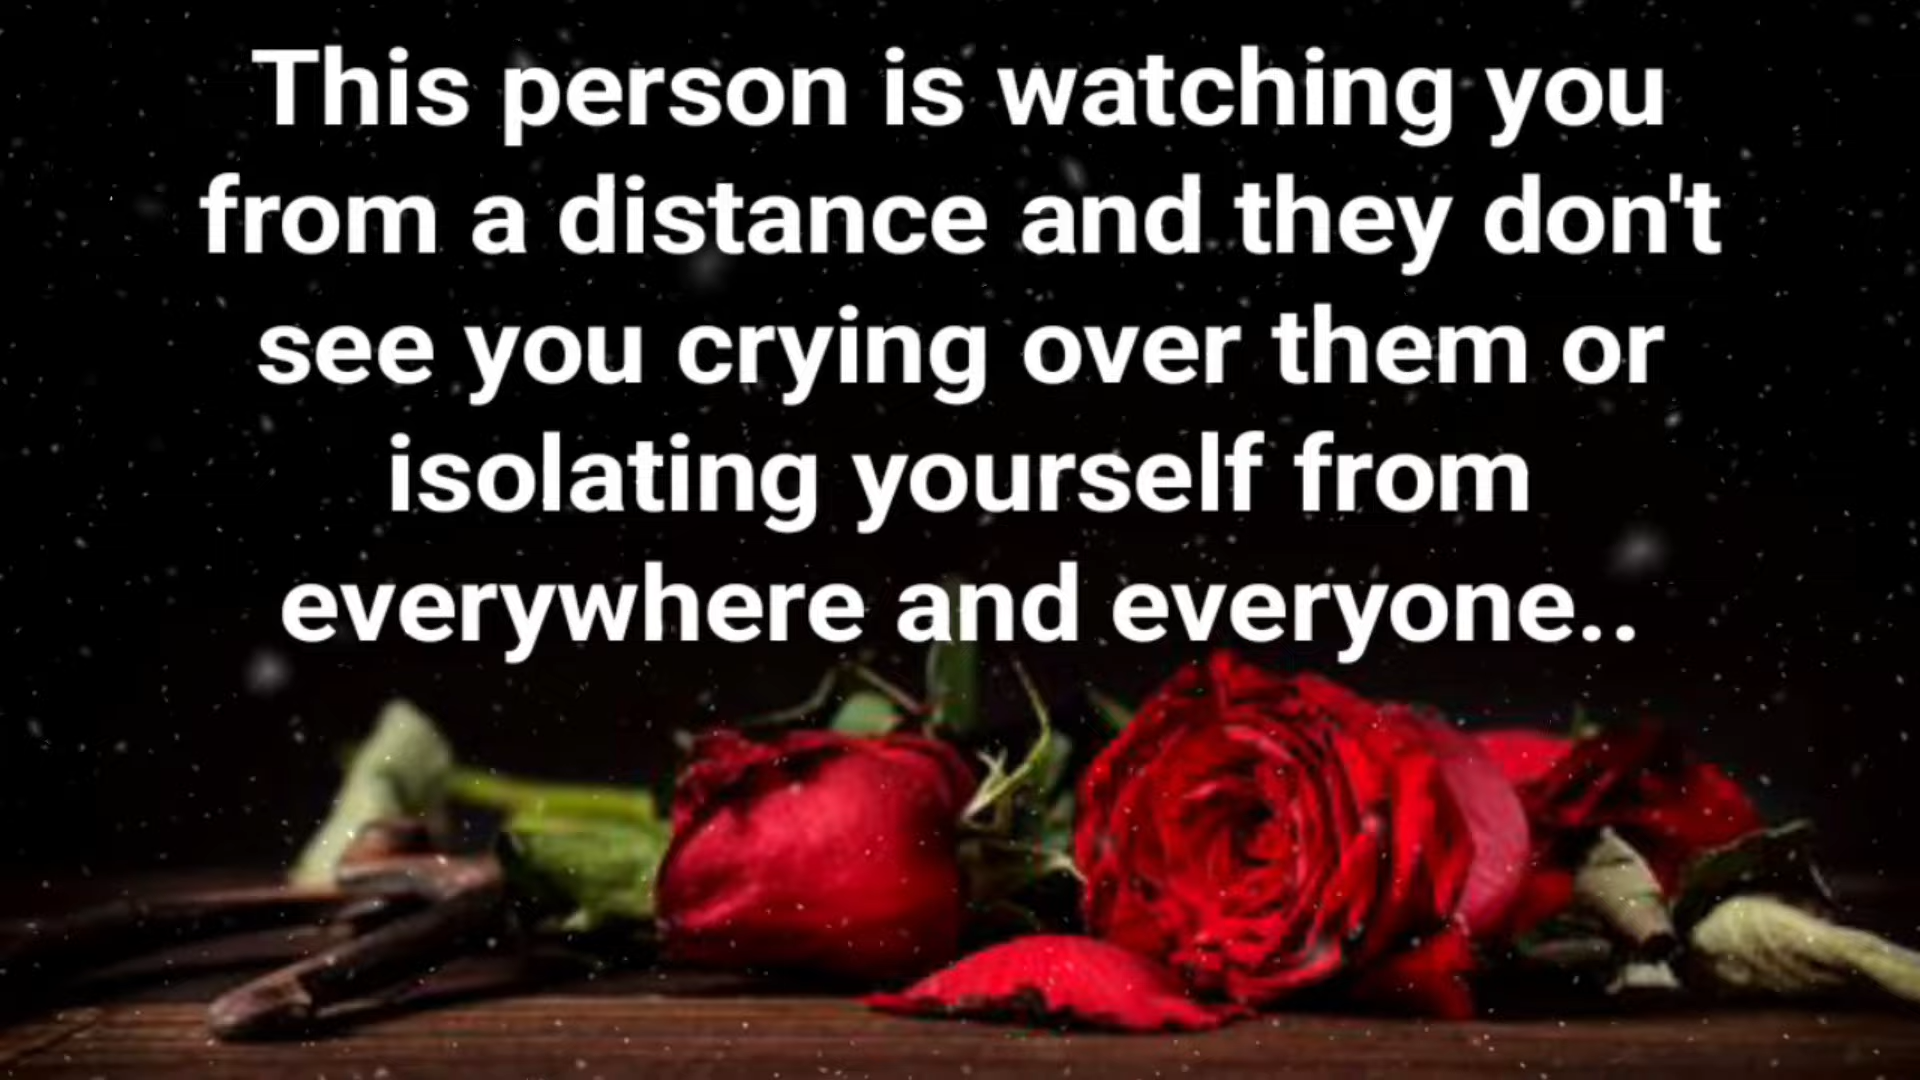 This person is watching you
from a distance and they don't
see you crying over them or
isolating yourself from
everywhere and everyone..